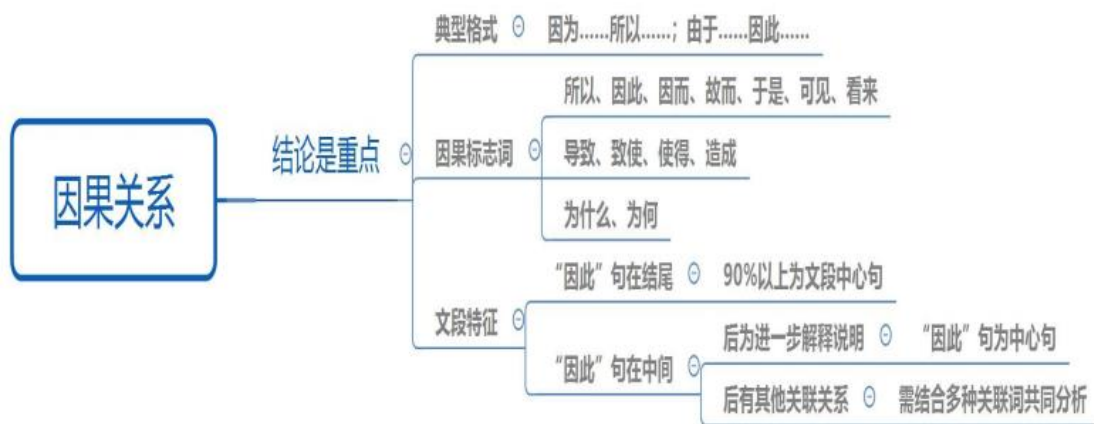 因果关系
结论是重点
典型格式
因为……所以……；由于……因此……
因果标志词
所以、因此、因而、故而、于是、可见、看来
导致、致使、使得、造成
为什么、为何
文段特征
“因此”句在结尾
90%以上为文段中心句
“因此”句在中间
后为进一步解释说明
“因此”句为中心句
后有其他关联关系
需结合多种关联词共同分析